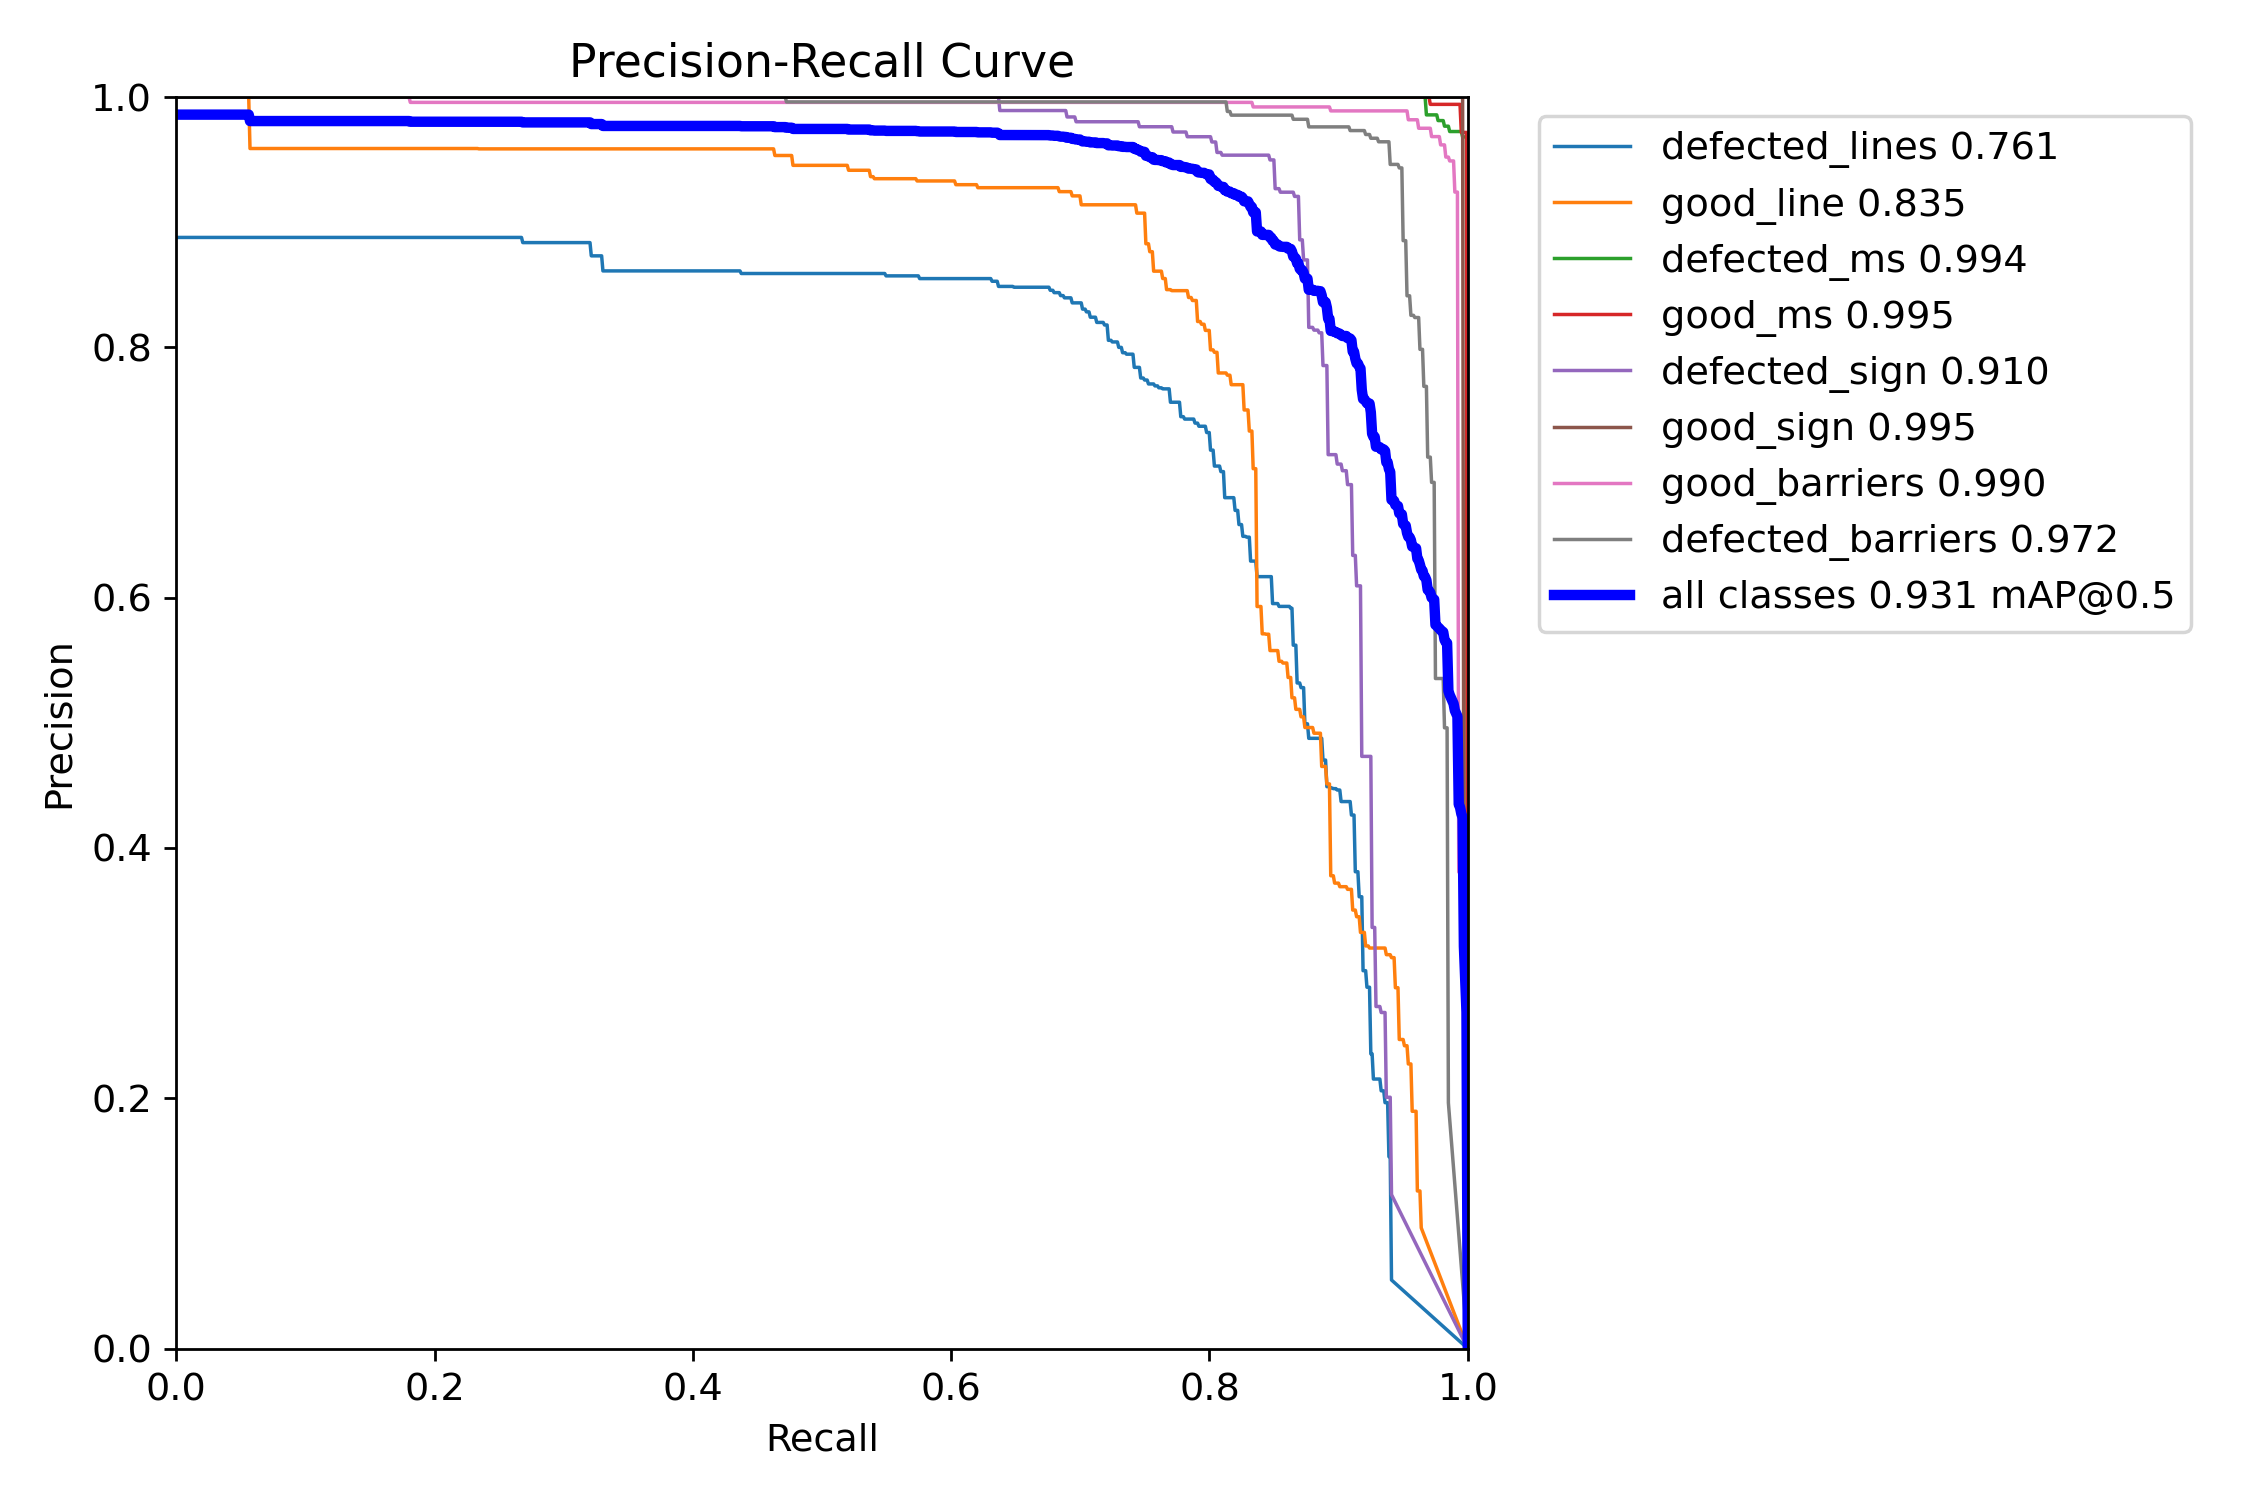 Precision-Recall Curve
1.0
0.8
0.6
0.4
0.2
0.0
Precision
0.0 0.2 0.4 0.6 0.8 1.0
Recall
defected_lines 0.761
good_line 0.835
defected_ms 0.994
good_ms 0.995
defected_sign 0.910
good_sign 0.995
good_barriers 0.990
defected_barriers 0.972
all classes 0.931 mAP@0.5